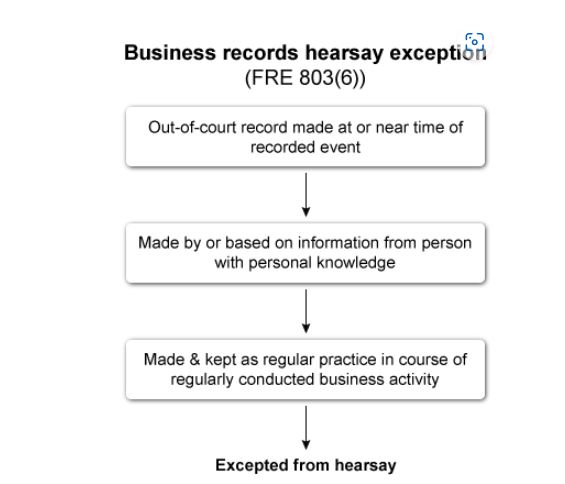 Business records hearsay exception
(FRE 803(6))
Out-of-court record made at or near time of
recorded event
Made by or based on information from person
with personal knowledge
Made & kept as regular practice in course of
regularly conducted business activity
Excepted from hearsay